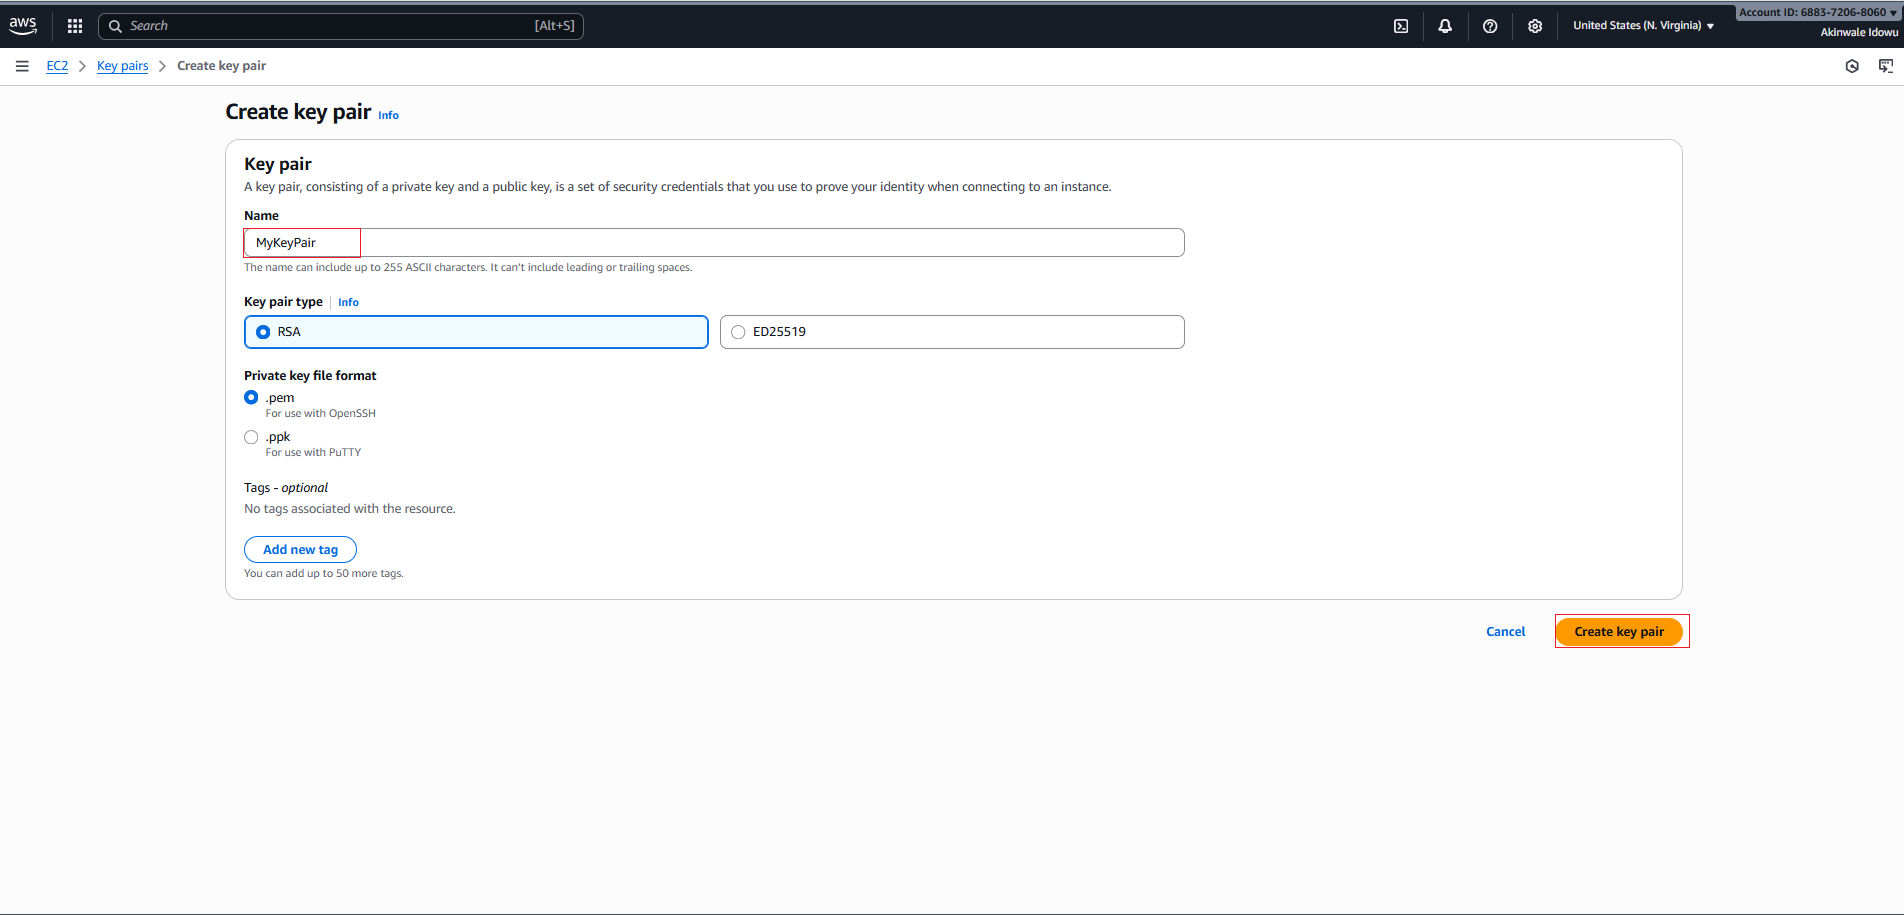 aws
Search
[Alt+S]
United States (N. Virginia)
Account ID: 6883-7206-8060
Akinwale Idowu
EC2
Key pairs
Create key pair
Create key pair Info
Key pair
A key pair, consisting of a private key and a public key, is a set of security credentials that you use to prove your identity when connecting to an instance.
Name
MyKeyPair
The name can include up to 255 ASCII characters. It can't include leading or trailing spaces.
Key pair type Info
RSA
ED25519
Private key file format
.pem
For use with OpenSSH
.ppk
For use with PuTTY
Tags - optional
No tags associated with the resource.
Add new tag
You can add up to 50 more tags.
Cancel
Create key pair